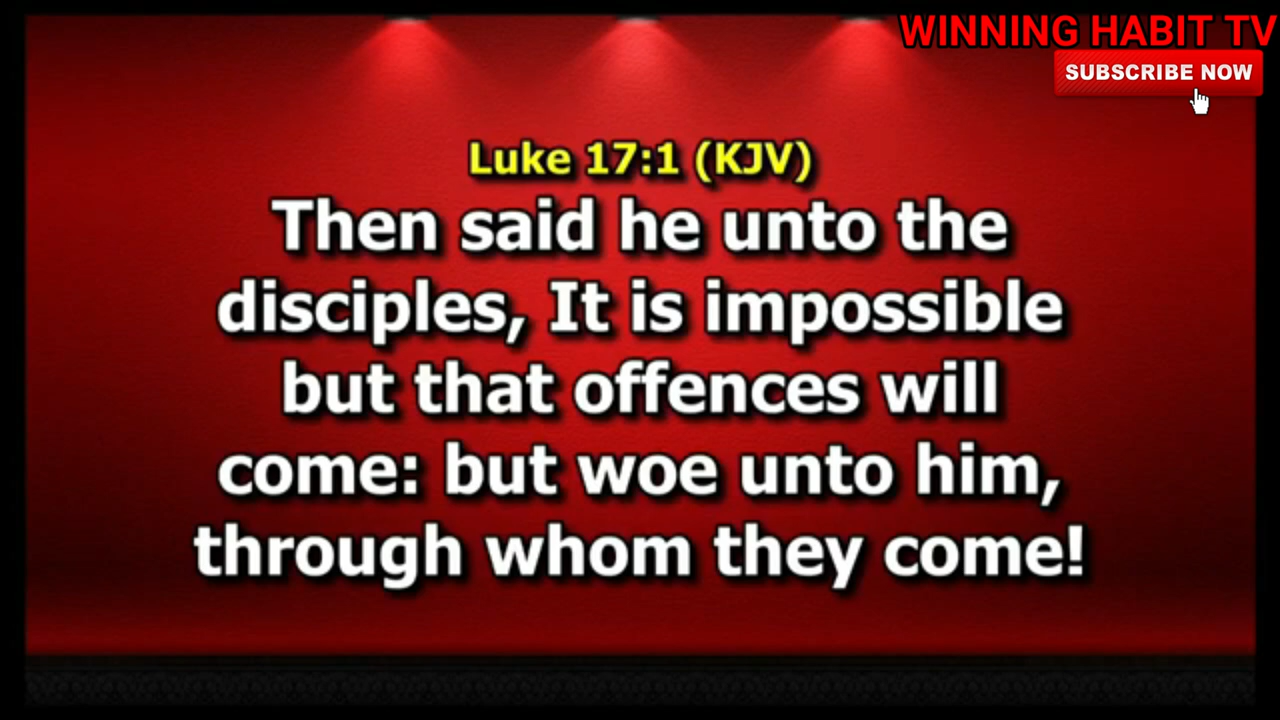 WINNING HABIT TV
SUBSCRIBE NOW
Luke 17:1 (KJV)
Then said he unto the
disciples, It is impossible
but that offences will
come: but woe unto him,
through whom they come!